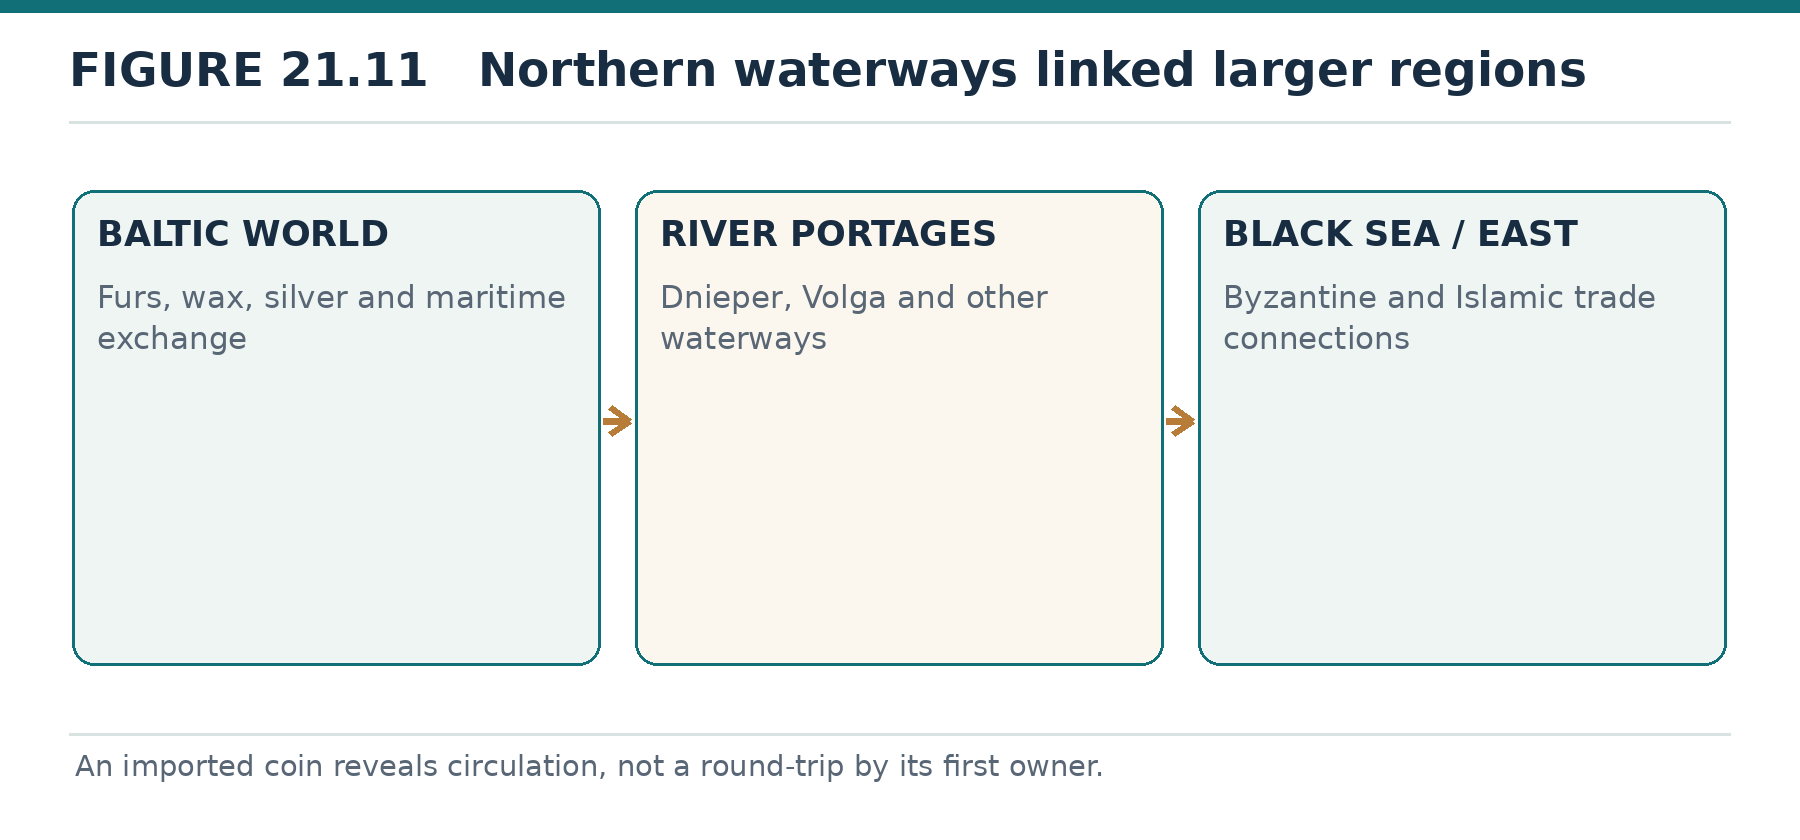 FIGURE 21.11 Northern waterways linked larger regions
BALTIC WORLD
Furs, wax, silver and maritime
exchange
RIVER PORTAGES
Dnieper, Volga and other
waterways
BLACK SEA / EAST
Byzantine and Islamic trade
connections
An imported coin reveals circulation, not a round-trip by its first owner.